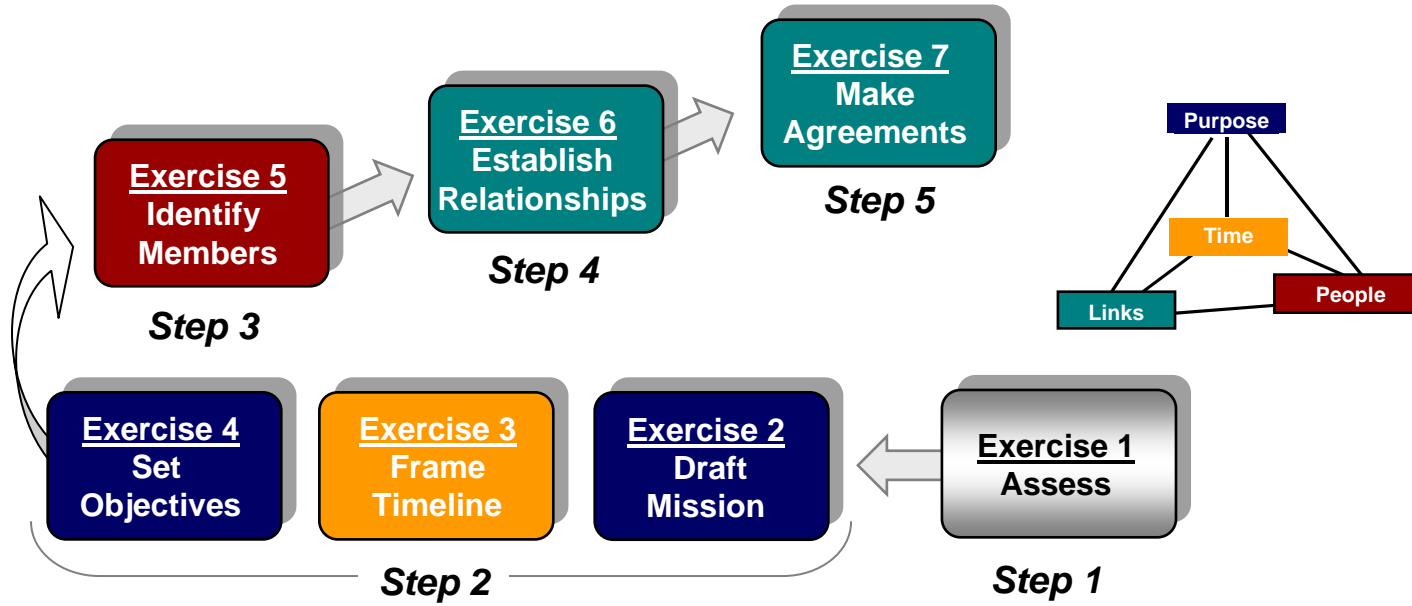 Exercise 7
Make
Agreements
Step 5
Exercise 6
Establish
Relationships
Step 4
Exercise 5
Identify
Members
Step 3
Purpose
Time
People
Links
Exercise 4
Set
Objectives
Exercise 3
Frame
Timeline
Exercise 2
Draft
Mission
Step 2
Exercise 1
Assess
Step 1